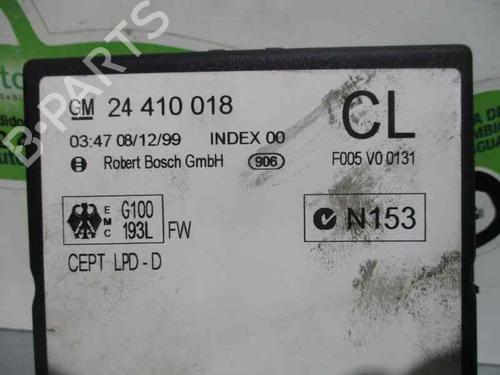 GM 24 410 018 CL
03:47 08/12/99 INDEX 00 F005 V0 0131
Robert Bosch GmbH 906
EMC G100 193L FW
N153
CEPT LPD - D